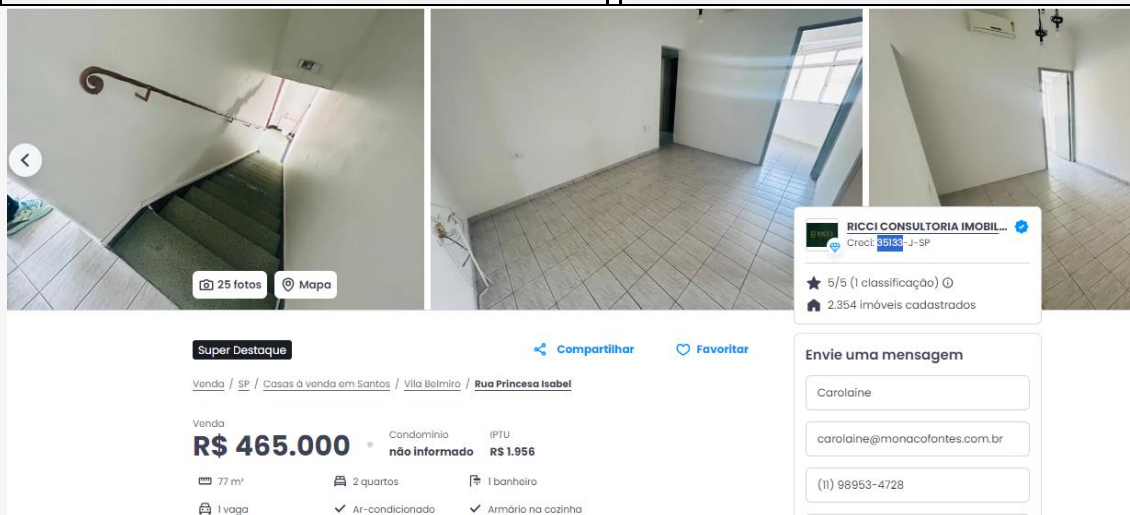 25 fotos
Mapa
RICCI
RICCI CONSULTORIA IMOBIL...
Creci: 35133-J-SP
5/5 (1 classificação)
2.354 imóveis cadastrados
Super Destaque
Compartilhar
Favoritar
Venda / SP / Casas à venda em Santos / Vila Belmiro / Rua Princesa Isabel
Venda
R$ 465.000
Condomínio
não informado
IPTU
R$ 1.956
77 m²
2 quartos
1 banheiro
1 vaga
Ar-condicionado
Armário na cozinha
Envie uma mensagem
Carolaine
carolaine@monacofontes.com.br
(11) 98953-4728